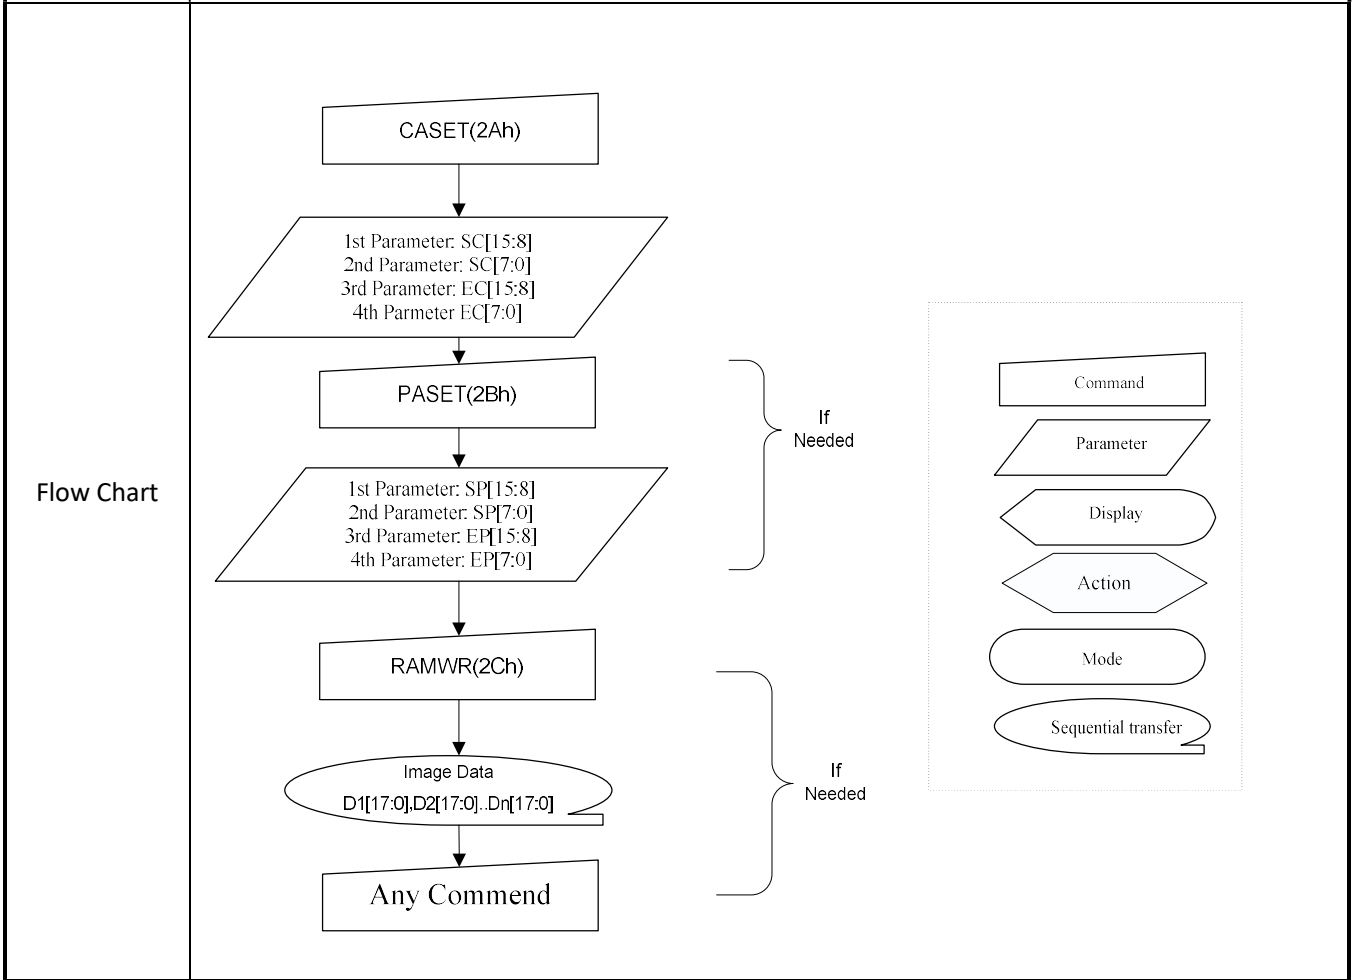 Flow Chart
CASET(2Ah)
1st Parameter: SC[15:8]
2nd Parameter: SC[7:0]
3rd Parameter: EC[15:8]
4th Parmeter EC[7:0]
PASET(2Bh)
1st Parameter: SP[15:8]
2nd Parameter: SP[7:0]
3rd Parameter: EP[15:8]
4th Parameter: EP[7:0]
If
Needed
RAMWR(2Ch)
Image Data
D1[17:0],D2[17:0]..Dn[17:0]
Any Commend
If
Needed
Command
Parameter
Display
Action
Mode
Sequential transfer